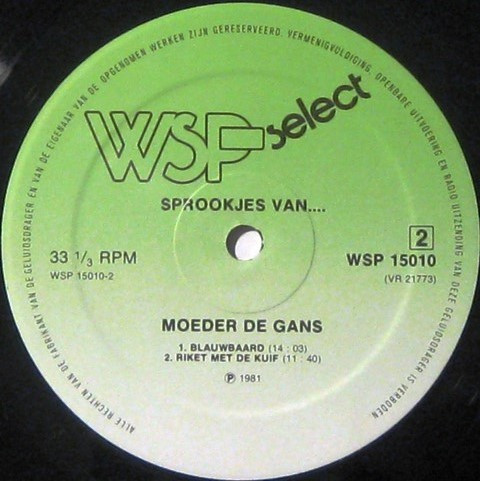 ALLE RECHTEN VAN DE FABRIKANT VAN DE GELUIDSDRAGER EN VAN DE EIGENAAR VAN DE OPGENOMEN WERKEN ZIJN GERESERVEERD. VERMENIGVOLDIGING, OPENBARE UITVOERING EN RADIO UITZENDING VAN DEZE GELUIDSDRAGER IS VERBODEN
WSP-select
SPROOKJES VAN....
2
33 1/3 RPM
WSP 15010
WSP 15010-2
(VR 21773)
MOEDER DE GANS
1. BLAUWBAARD (14 : 03)
2. RIKET MET DE KUIF (11 : 40)
Ⓟ 1981